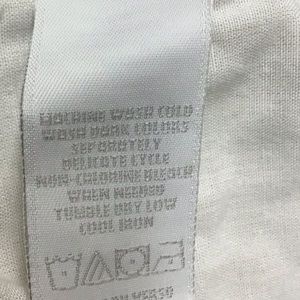 MACHINE WASH COLD
WASH DARK COLORS
SEPARATELY
DELICATE CYCLE
NON-CHLORINE BLEACH
WHEN NEEDED
TUMBLE DRY LOW
COOL IRON